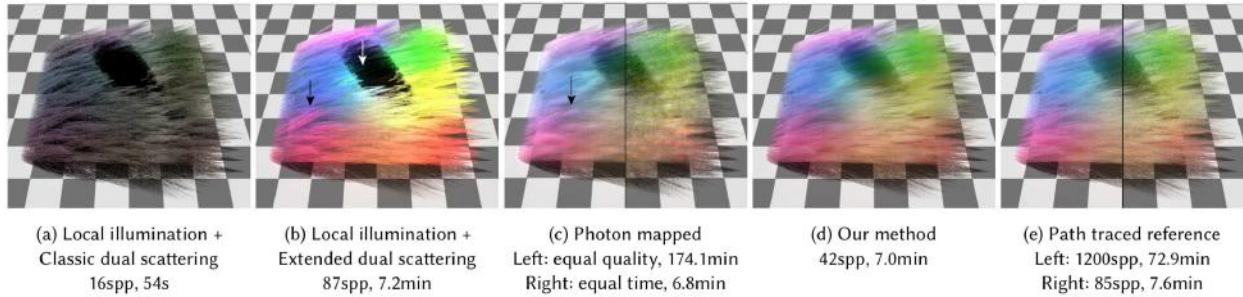 (a) Local illumination +
Classic dual scattering
16spp, 54s
(b) Local illumination +
Extended dual scattering
87spp, 7.2min
(c) Photon mapped
Left: equal quality, 174.1min
Right: equal time, 6.8min
(d) Our method
42spp, 7.0min
(e) Path traced reference
Left: 1200spp, 72.9min
Right: 85spp, 7.6min